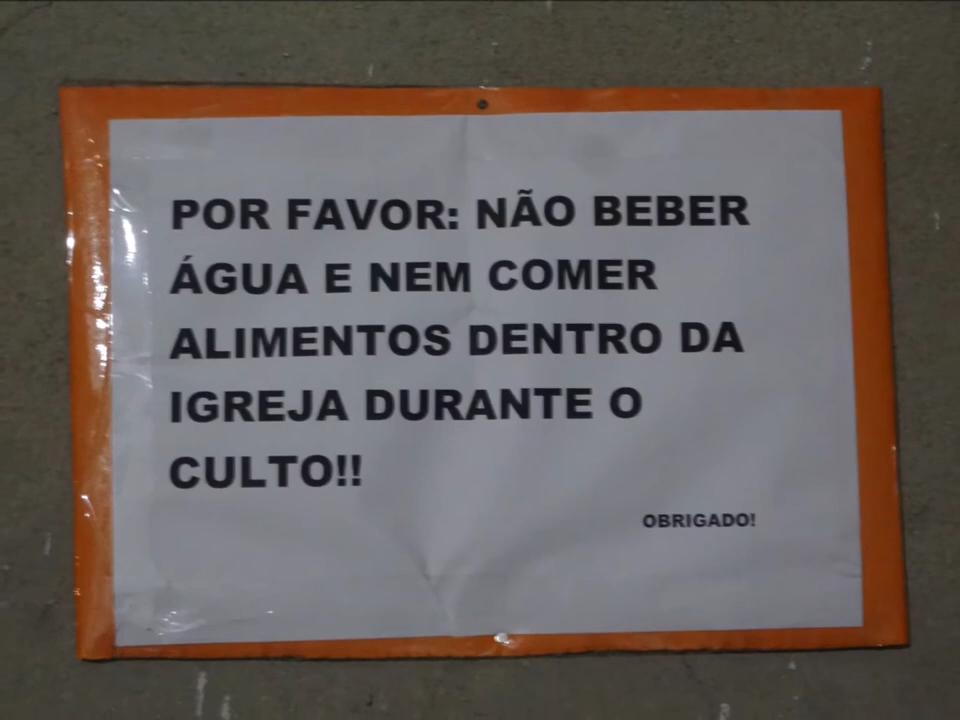 POR FAVOR: NÃO BEBER
ÁGUA E NEM COMER
ALIMENTOS DENTRO DA
IGREJA DURANTE O
CULTO!!
OBRIGADO!